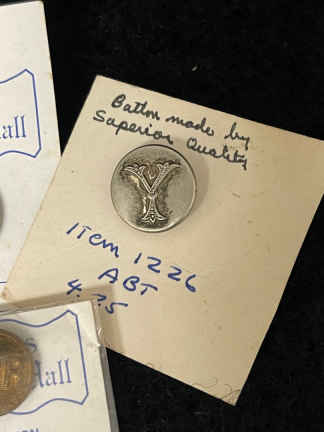 Button made by
Superior Quality
Y
Item 1226
ABT
4.75
all
Hall